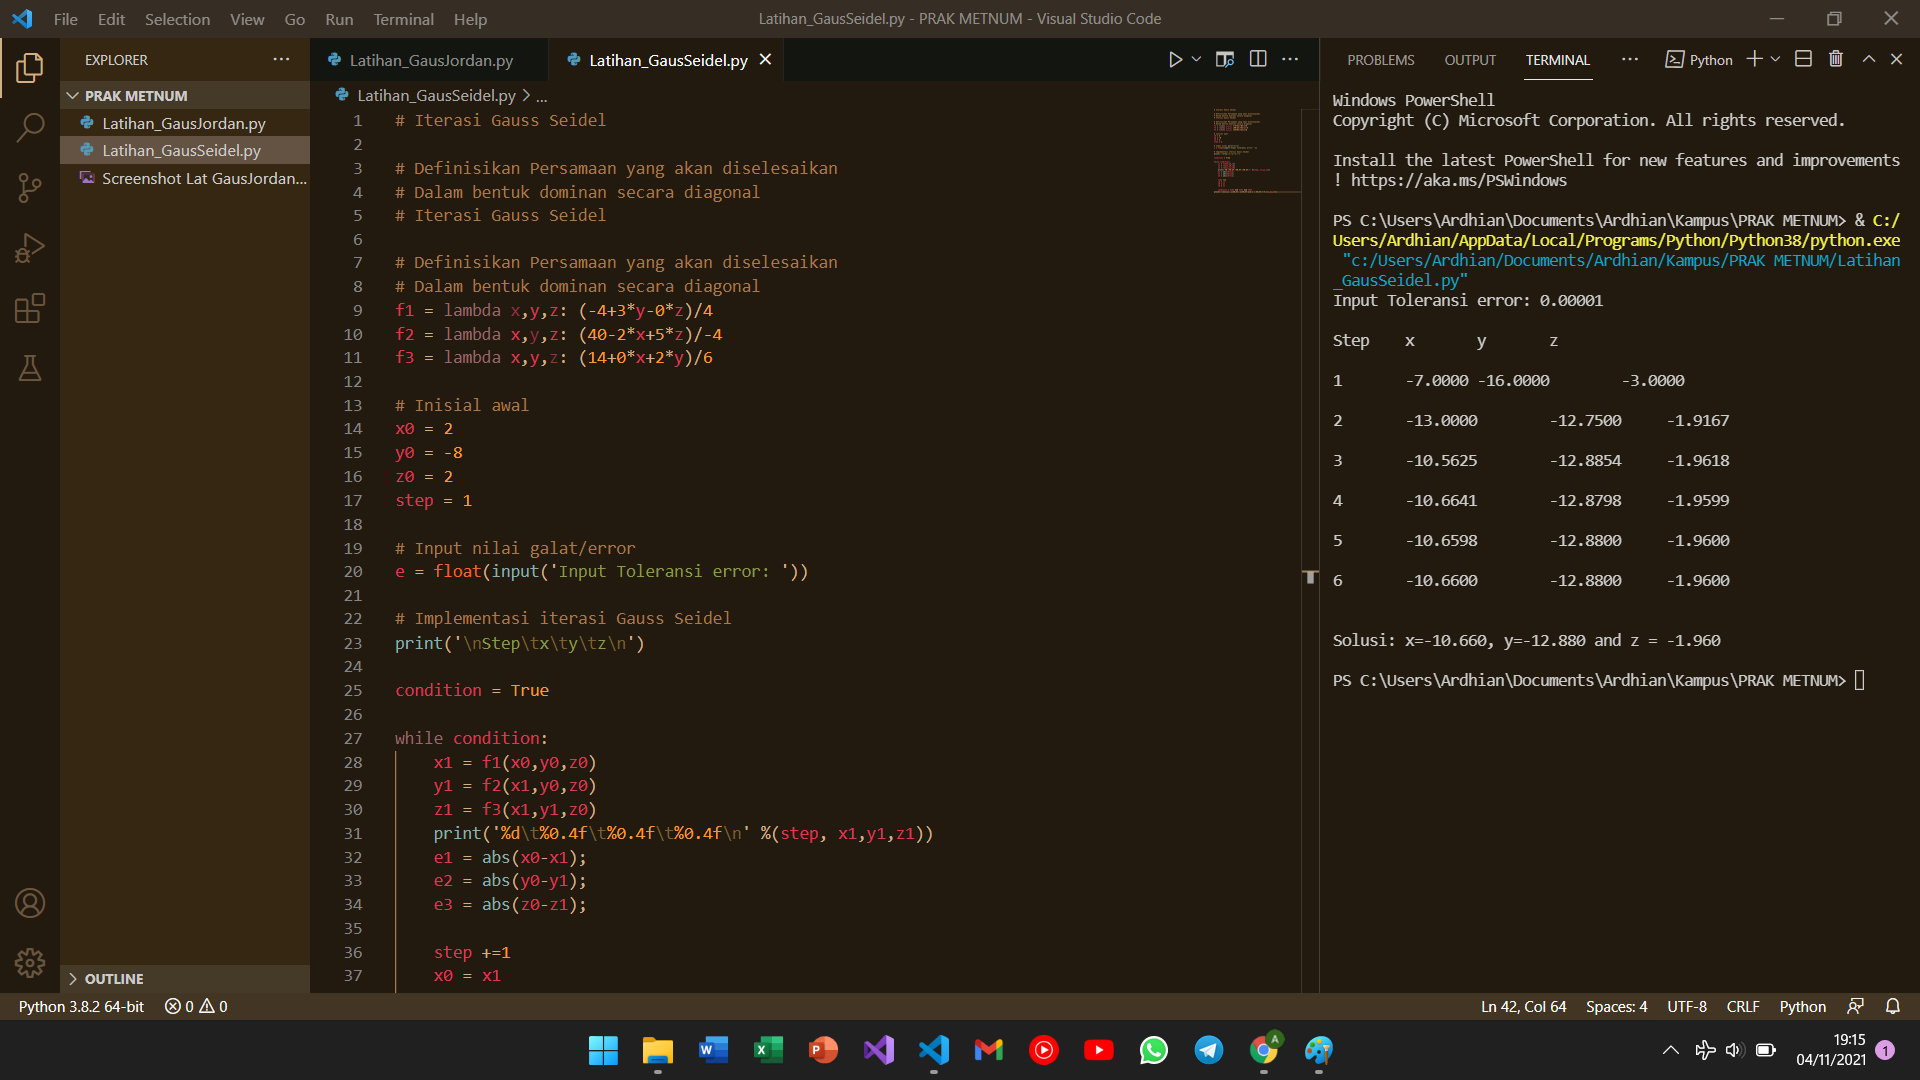 File Edit Selection View Go Run Terminal Help
Latihan_GausSeidel.py - PRAK METNUM - Visual Studio Code
EXPLORER
PRAK METNUM
Latihan_GausJordan.py
Latihan_GausSeidel.py
Screenshot Lat GausJordan...
OUTLINE
Latihan_GausJordan.py
Latihan_GausSeidel.py
Latihan_GausSeidel.py > ...
1 # Iterasi Gauss Seidel
2
3 # Definisikan Persamaan yang akan diselesaikan
4 # Dalam bentuk dominan secara diagonal
5 # Iterasi Gauss Seidel
6
7 # Definisikan Persamaan yang akan diselesaikan
8 # Dalam bentuk dominan secara diagonal
9 f1 = lambda x,y,z: (-4+3*y-0*z)/4
10 f2 = lambda x,y,z: (40-2*x+5*z)/-4
11 f3 = lambda x,y,z: (14+0*x+2*y)/6
12
13 # Inisial awal
14 x0 = 2
15 y0 = -8
16 z0 = 2
17 step = 1
18
19 # Input nilai galat/error
20 e = float(input('Input Toleransi error: '))
21
22 # Implementasi iterasi Gauss Seidel
23 print('\nStep\tx\ty\tz\n')
24
25 condition = True
26
27 while condition:
28 x1 = f1(x0,y0,z0)
29 y1 = f2(x1,y0,z0)
30 z1 = f3(x1,y1,z0)
31 print('%d\t%0.4f\t%0.4f\t%0.4f\n' %(step, x1,y1,z1))
32 e1 = abs(x0-x1);
33 e2 = abs(y0-y1);
34 e3 = abs(z0-z1);
35
36 step +=1
37 x0 = x1
PROBLEMS OUTPUT TERMINAL ... Python
Windows PowerShell
Copyright (C) Microsoft Corporation. All rights reserved.
Install the latest PowerShell for new features and improvements
! https://aka.ms/PSWindows
PS C:\Users\Ardhian\Documents\Ardhian\Kampus\PRAK METNUM> & C:/
Users/Ardhian/AppData/Local/Programs/Python/Python38/python.exe
"c:/Users/Ardhian/Documents/Ardhian/Kampus/PRAK METNUM/Latihan
_GausSeidel.py"
Input Toleransi error: 0.00001
Step x y z
1 -7.0000 -16.0000 -3.0000
2 -13.0000 -12.7500 -1.9167
3 -10.5625 -12.8854 -1.9618
4 -10.6641 -12.8798 -1.9599
5 -10.6598 -12.8800 -1.9600
6 -10.6600 -12.8800 -1.9600
Solusi: x=-10.660, y=-12.880 and z = -1.960
PS C:\Users\Ardhian\Documents\Ardhian\Kampus\PRAK METNUM>
Python 3.8.2 64-bit 0 0
Ln 42, Col 64 Spaces: 4 UTF-8 CRLF Python
W X P A
19:15
04/11/2021 1